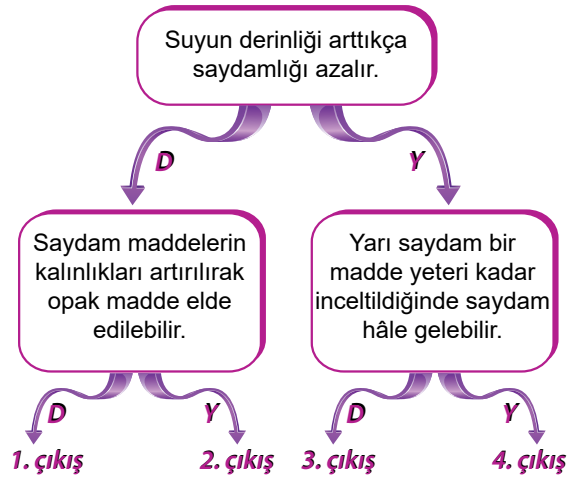 Suyun derinliği arttıkça
saydamlığı azalır.
D
Y
Saydam maddelerin
kalınlıkları artırılırak
opak madde elde
edilebilir.
Yarı saydam bir
madde yeteri kadar
inceltildiğinde saydam
hâle gelebilir.
D
Y
D
Y
1. çıkış
2. çıkış
3. çıkış
4. çıkış